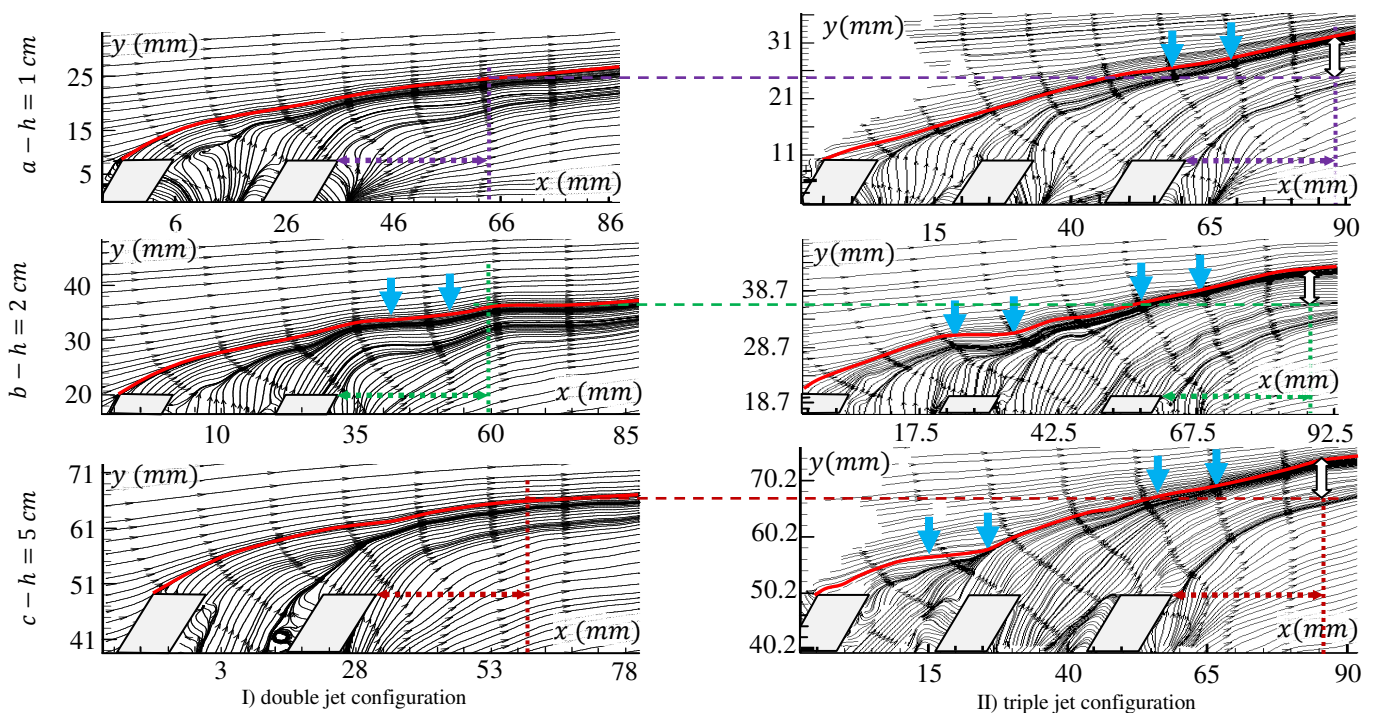 a − h = 1 cm
y (mm)
25
15
5
x (mm)
6 26 46 66 86
y(mm)
31
21
11
x(mm)
15 40 65 90
b − h = 2 cm
y (mm)
40
30
20
x(mm)
10 35 60 85
y(mm)
38.7
28.7
18.7
x(mm)
17.5 42.5 67.5 92.5
c − h = 5 cm
y (mm)
71
61
51
41
x (mm)
3 28 53 78
y(mm)
70.2
60.2
50.2
40.2
x(mm)
15 40 65 90
I) double jet configuration
II) triple jet configuration